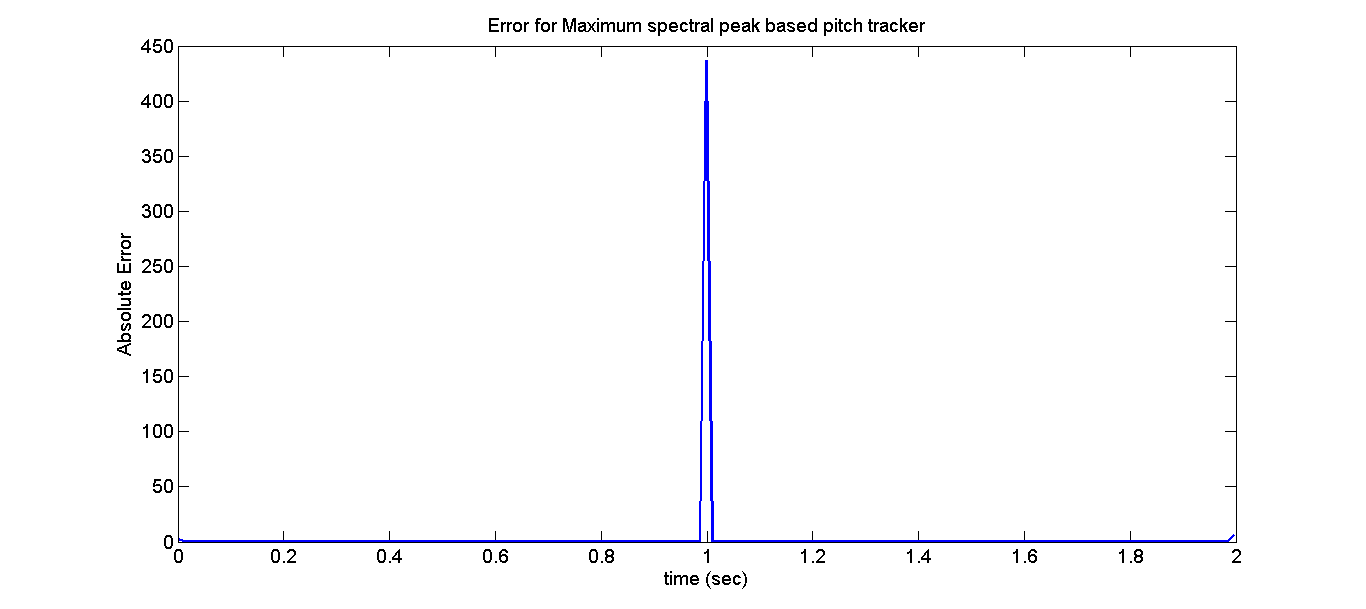 Error for Maximum spectral peak based pitch tracker
450
400
350
300
250
200
150
100
50
0
Absolute Error
0 0.2 0.4 0.6 0.8 1 1.2 1.4 1.6 1.8 2
time (sec)